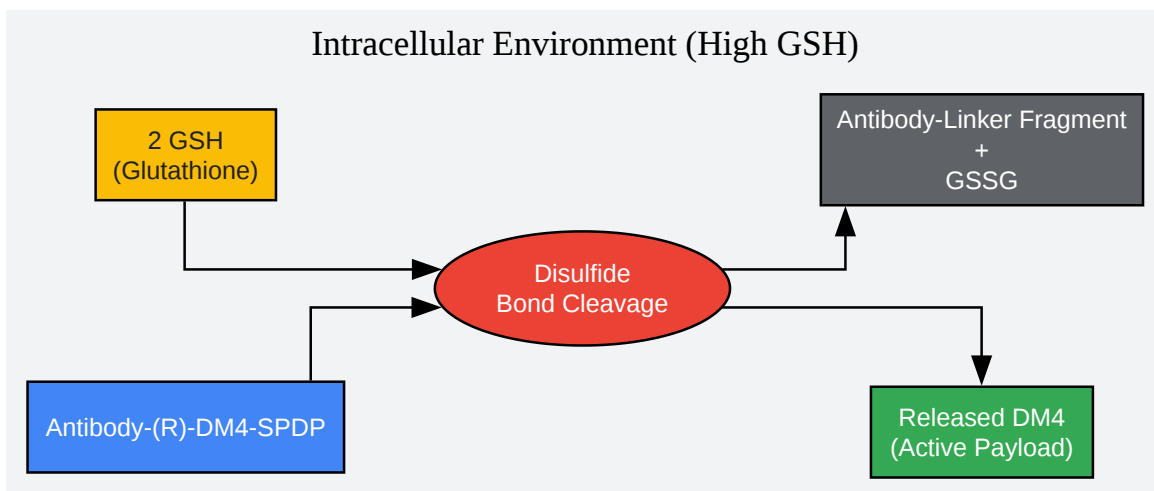 Intracellular Environment (High GSH)
2 GSH
(Glutathione)
Antibody-Linker Fragment
+
GSSG
Disulfide
Bond Cleavage
Antibody-(R)-DM4-SPDP
Released DM4
(Active Payload)